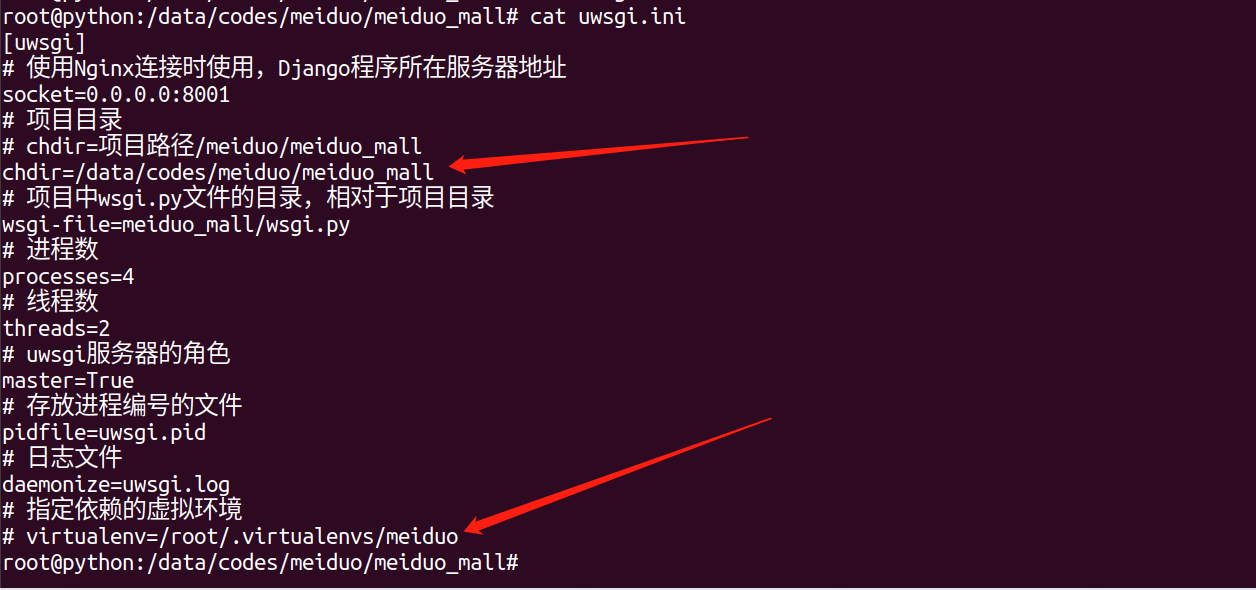 root@python:/data/codes/meiduo/meiduo_mall# cat uwsgi.ini
[uwsgi]
# 使用Nginx连接时使用，Django程序所在服务器地址
socket=0.0.0.0:8001
# 项目目录
# chdir=项目路径/meiduo/meiduo_mall
chdir=/data/codes/meiduo/meiduo_mall
# 项目中wsgi.py文件的目录，相对于项目目录
wsgi-file=meiduo_mall/wsgi.py
# 进程数
processes=4
# 线程数
threads=2
# uwsgi服务器的角色
master=True
# 存放进程编号的文件
pidfile=uwsgi.pid
# 日志文件
daemonize=uwsgi.log
# 指定依赖的虚拟环境
# virtualenv=/root/.virtualenvs/meiduo
root@python:/data/codes/meiduo/meiduo_mall#